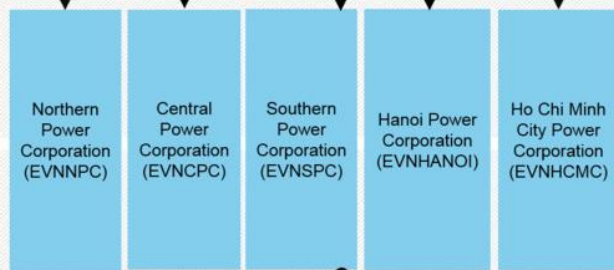 Northern
Power
Corporation
(EVNNPC)
Central
Power
Corporation
(EVNCPC)
Southern
Power
Corporation
(EVNSPC)
Hanoi Power
Corporation
(EVNHANOI)
Ho Chi Minh
City Power
Corporation
(EVNHCMC)